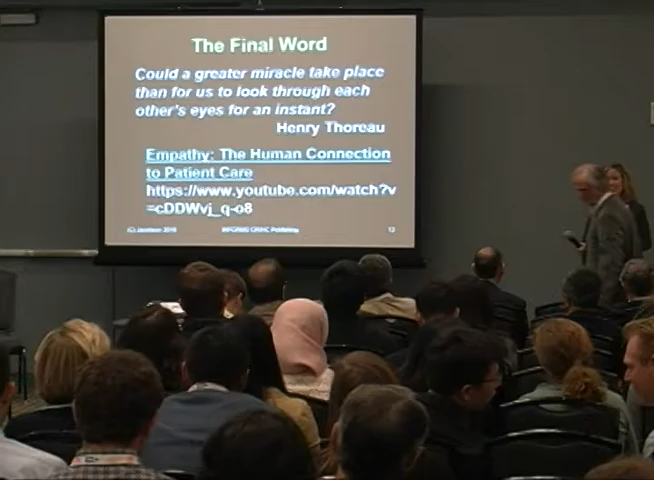 The Final Word
Could a greater miracle take place
than for us to look through each
other's eyes for an instant?
Henry Thoreau
Empathy: The Human Connection
to Patient Care
https://www.youtube.com/watch?v
=cDDWvj_q-o8
12